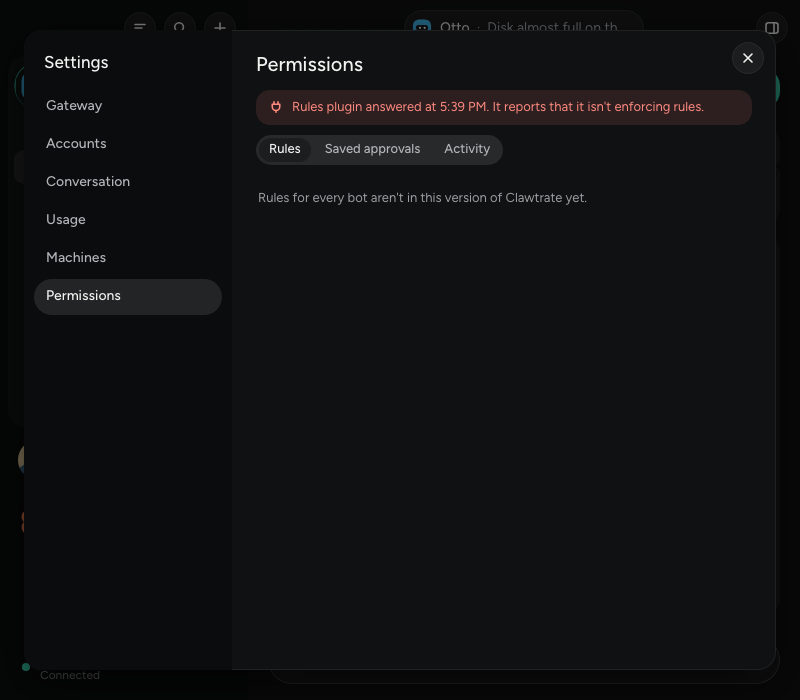 Otto · Disk almost full on th
Settings
Gateway
Accounts
Conversation
Usage
Machines
Permissions
Permissions
Rules plugin answered at 5:39 PM. It reports that it isn't enforcing rules.
Rules Saved approvals Activity
Rules for every bot aren't in this version of Clawtrate yet.
Connected